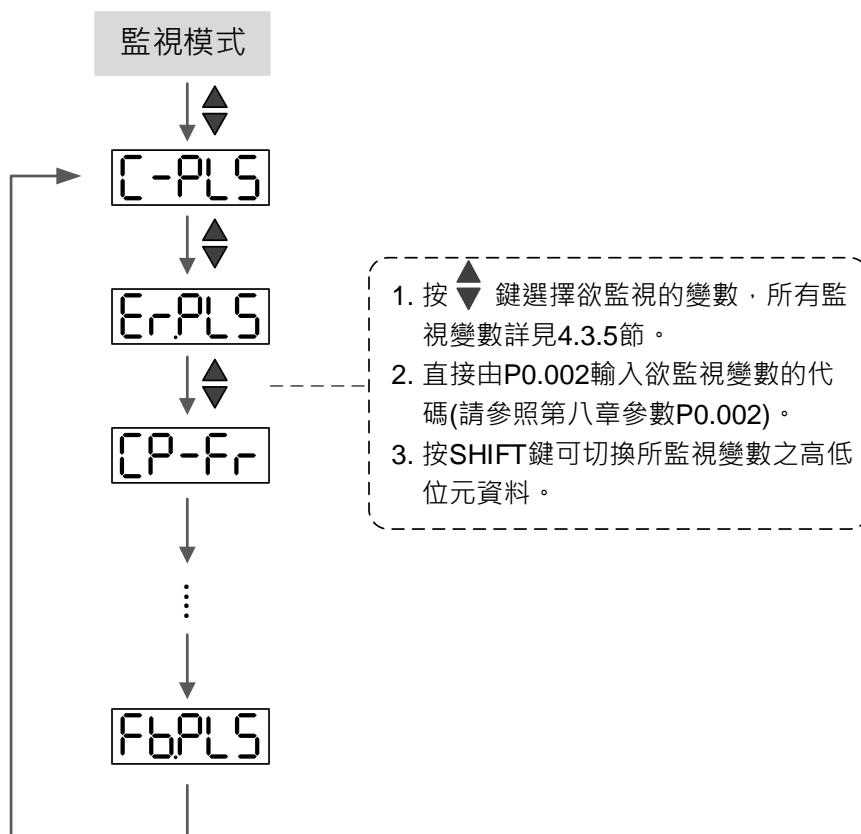 監視模式
C-PLS
Er.PLS
CP-Fr
⋮
Fb.PLS
1. 按▲▼ 鍵選擇欲監視的變數，所有監
視變數詳見4.3.5節。
2. 直接由P0.002輸入欲監視變數的代
碼(請參照第八章參數P0.002)。
3. 按SHIFT鍵可切換所監視變數之高低
位元資料。